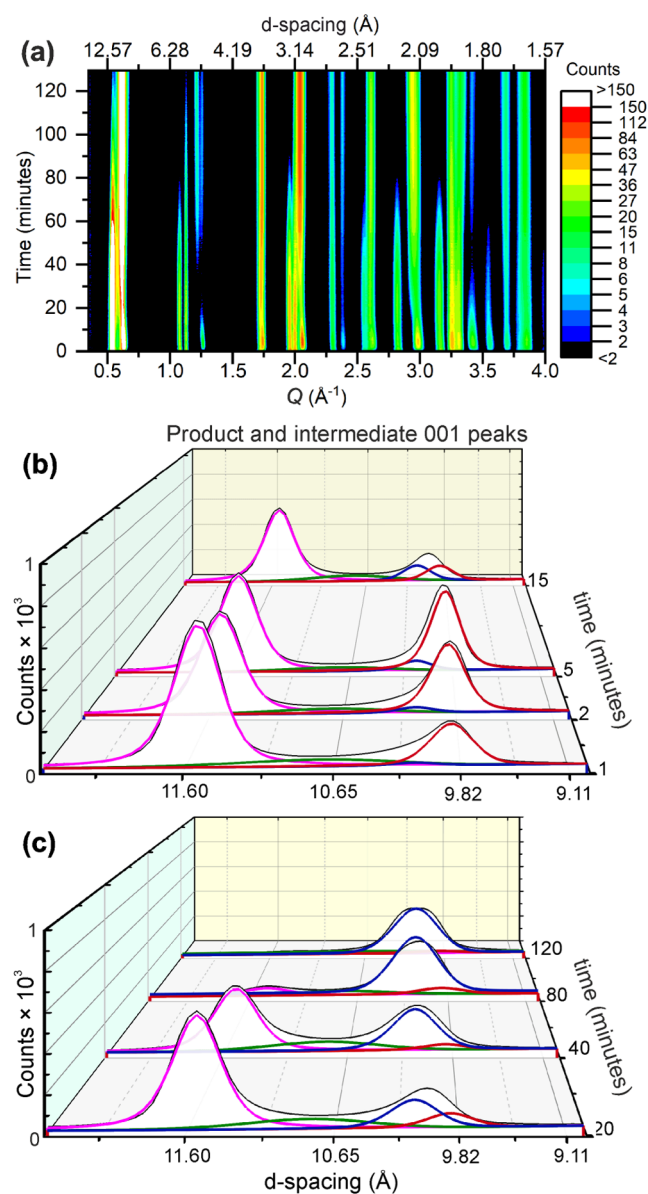 (a)
d-spacing (Å)
12.57 6.28 4.19 3.14 2.51 2.09 1.80 1.57
Counts
>150
150
112
84
63
47
36
27
20
15
11
8
6
5
4
3
2
<2
Time (minutes)
120
100
80
60
40
20
0
0.5 1.0 1.5 2.0 2.5 3.0 3.5 4.0
Q (Å-1)
(b)
Product and intermediate 001 peaks
Counts × 10³
1
0
15
5
2
1
time (minutes)
11.60 10.65 9.82 9.11
(c)
Counts × 10³
1
0
120
80
40
20
time (minutes)
11.60 10.65 9.82 9.11
d-spacing (Å)